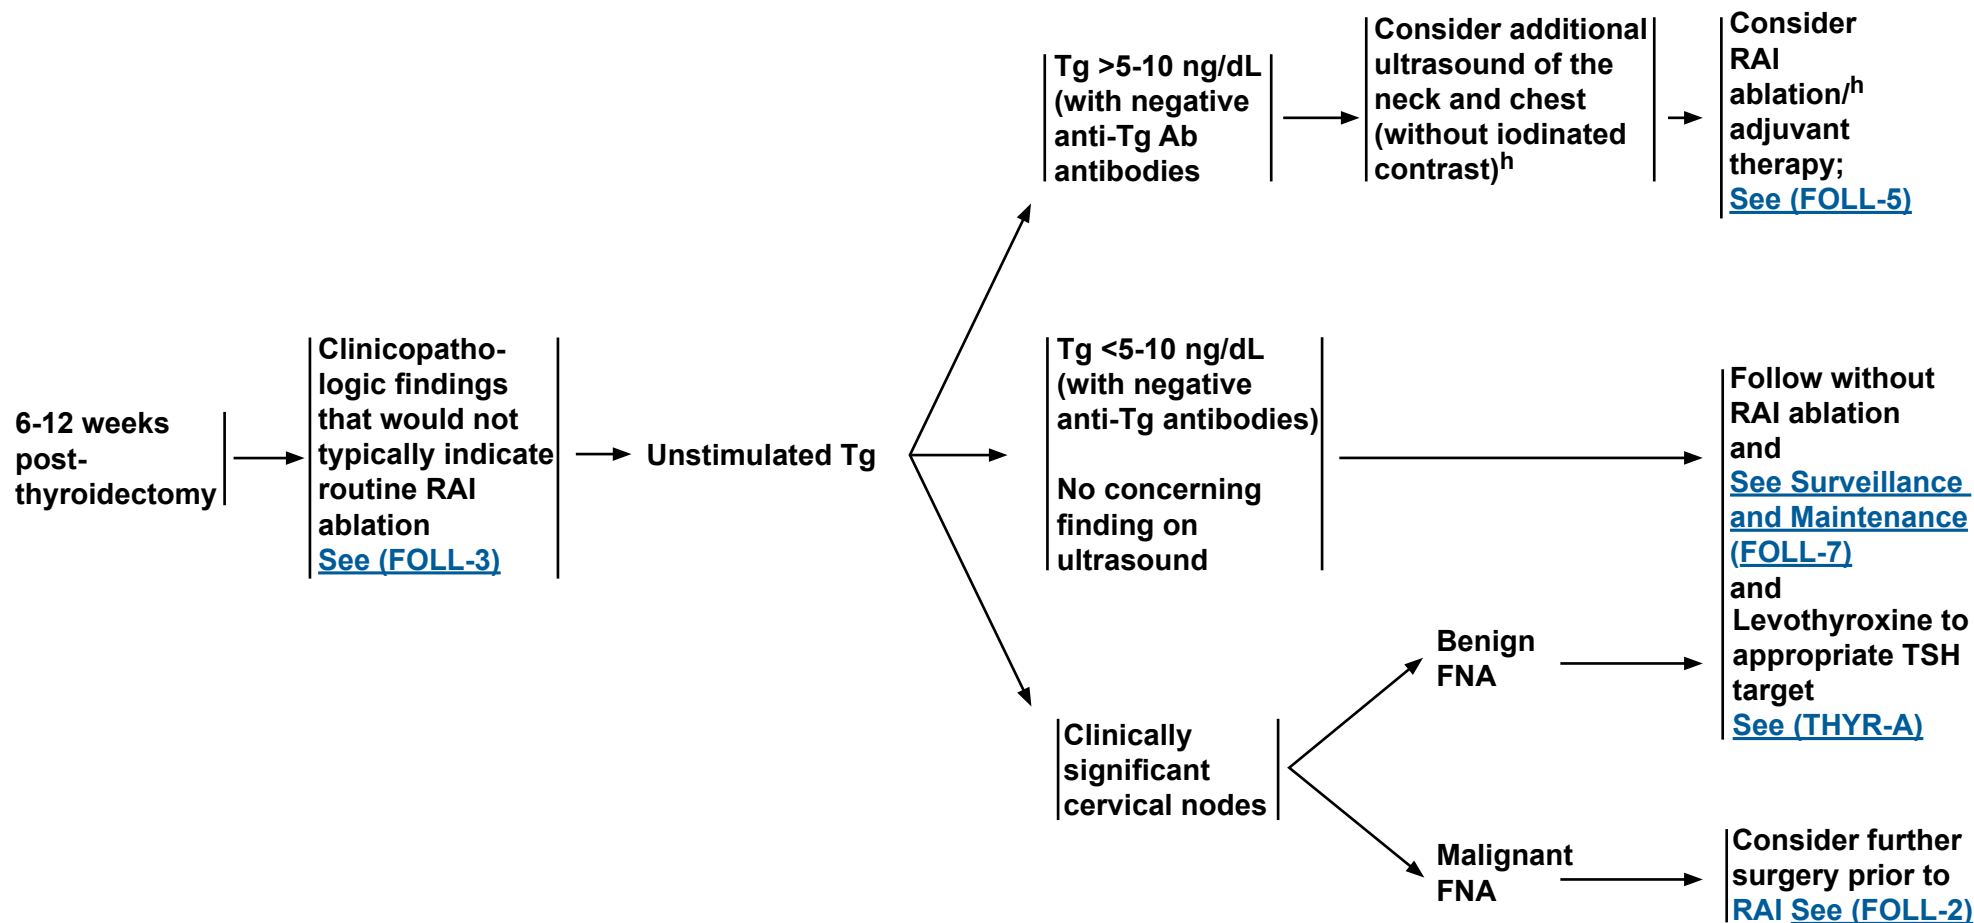 6-12 weeks
post-
thyroidectomy
Clinicopatho-
logic findings
that would not
typically indicate
routine RAI
ablation
See (FOLL-3)
Unstimulated Tg
Tg >5-10 ng/dL
(with negative
anti-Tg Ab
antibodies
Consider additional
ultrasound of the
neck and chest
(without iodinated
contrast)h
Consider
RAI
ablation/h
adjuvant
therapy;
See (FOLL-5)
Tg <5-10 ng/dL
(with negative
anti-Tg antibodies)
No concerning
finding on
ultrasound
Follow without
RAI ablation
and
See Surveillance
and Maintenance
(FOLL-7)
and
Levothyroxine to
appropriate TSH
target
See (THYR-A)
Clinically
significant
cervical nodes
Benign
FNA
Malignant
FNA
Consider further
surgery prior to
RAI See (FOLL-2)